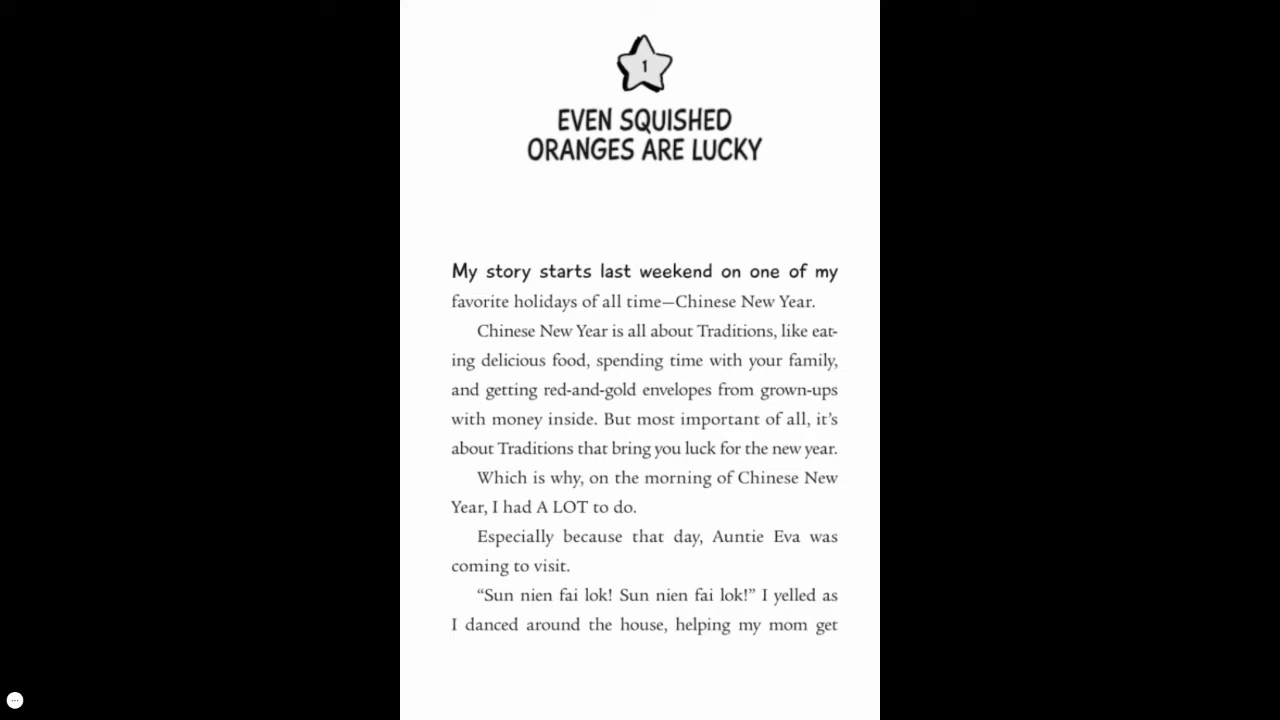 1
EVEN SQUISHED
ORANGES ARE LUCKY
My story starts last weekend on one of my
favorite holidays of all time—Chinese New Year.
Chinese New Year is all about Traditions, like eat-
ing delicious food, spending time with your family,
and getting red-and-gold envelopes from grown-ups
with money inside. But most important of all, it's
about Traditions that bring you luck for the new year.
Which is why, on the morning of Chinese New
Year, I had A LOT to do.
Especially because that day, Auntie Eva was
coming to visit.
“Sun nien fai lok! Sun nien fai lok!” I yelled as
I danced around the house, helping my mom get